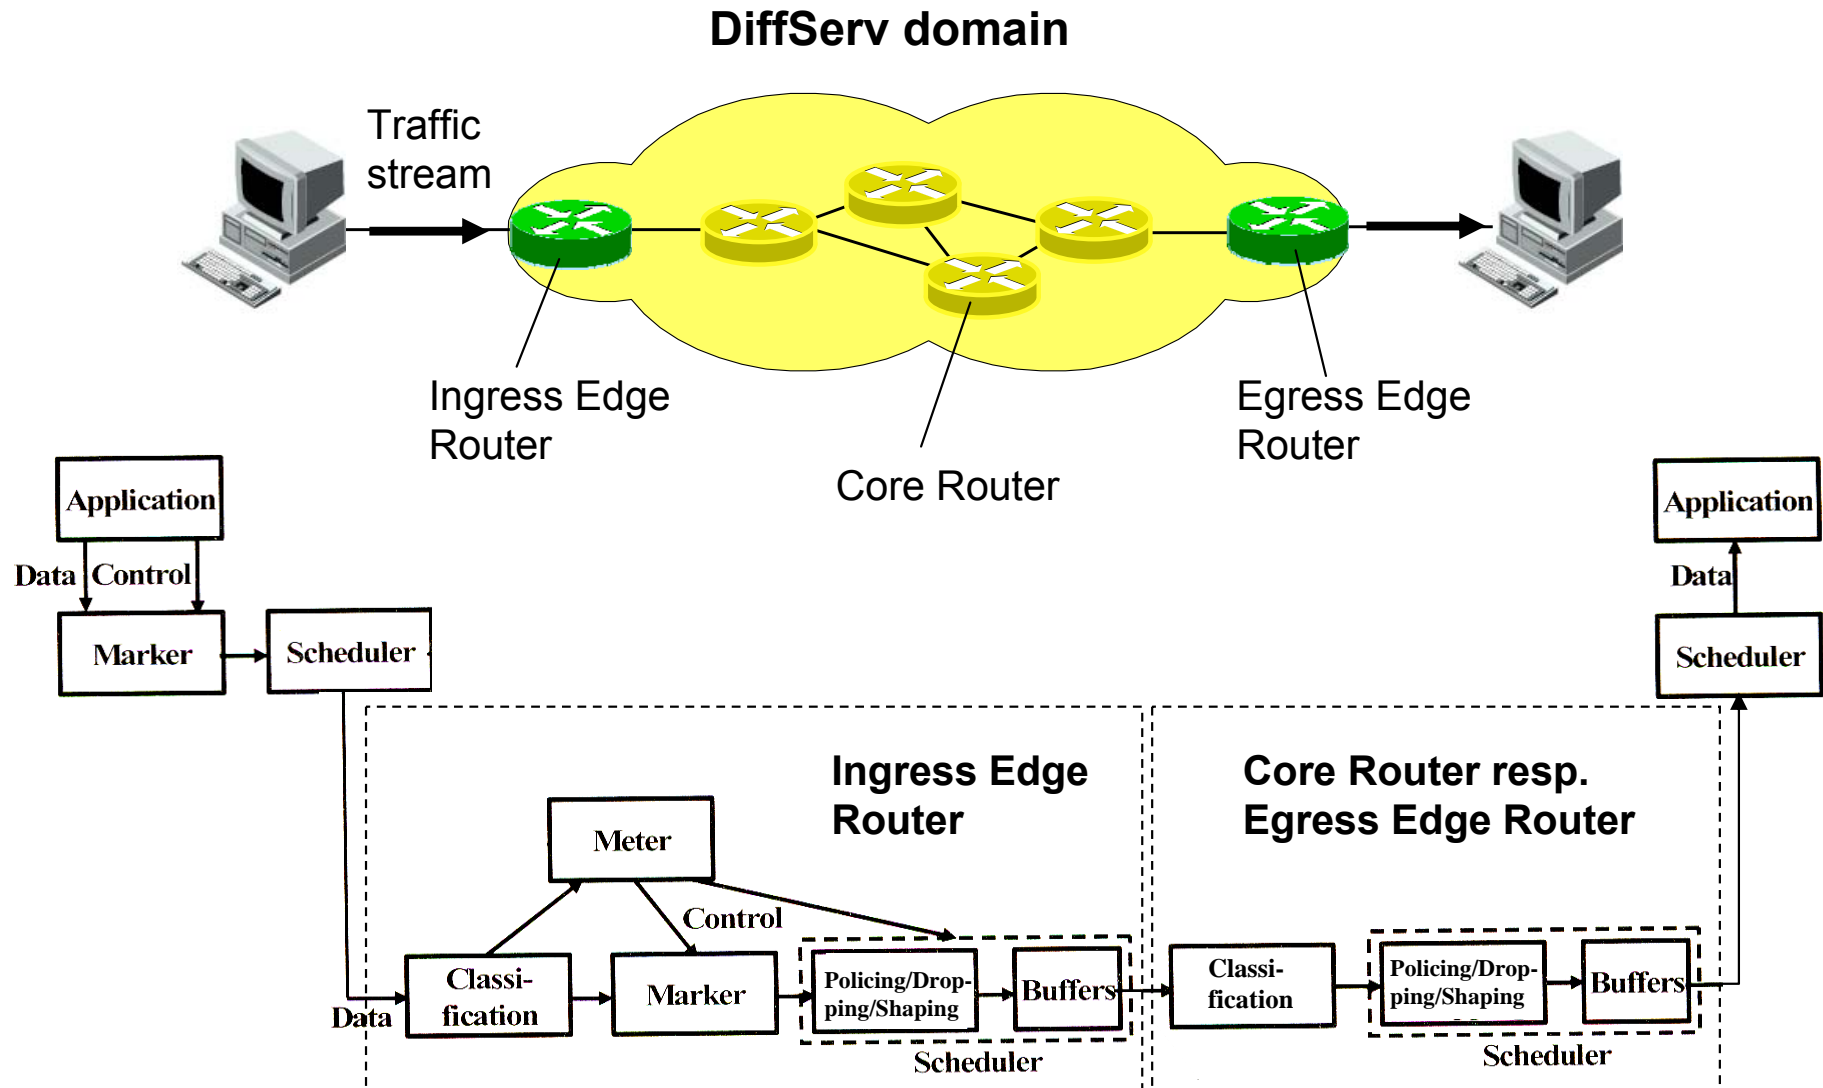 DiffServ domain
Traffic
stream
Ingress Edge
Router
Core Router
Egress Edge
Router
Application
Data
Control
Marker
Scheduler
Application
Data
Scheduler
Ingress Edge
Router
Meter
Control
Data
Classi-
fication
Marker
Policing/Drop-
ping/Shaping
Buffers
Scheduler
Core Router resp.
Egress Edge Router
Classi-
fication
Policing/Drop-
ping/Shaping
Buffers
Scheduler